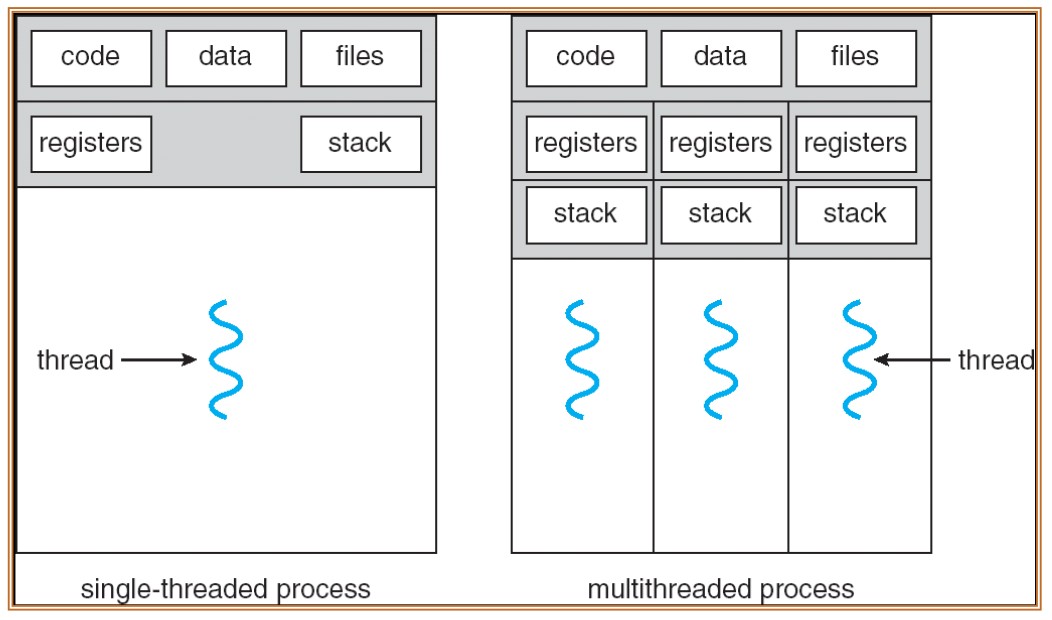 code data files
registers stack
thread
single-threaded process
code data files
registers registers registers
stack stack stack
thread
multithreaded process